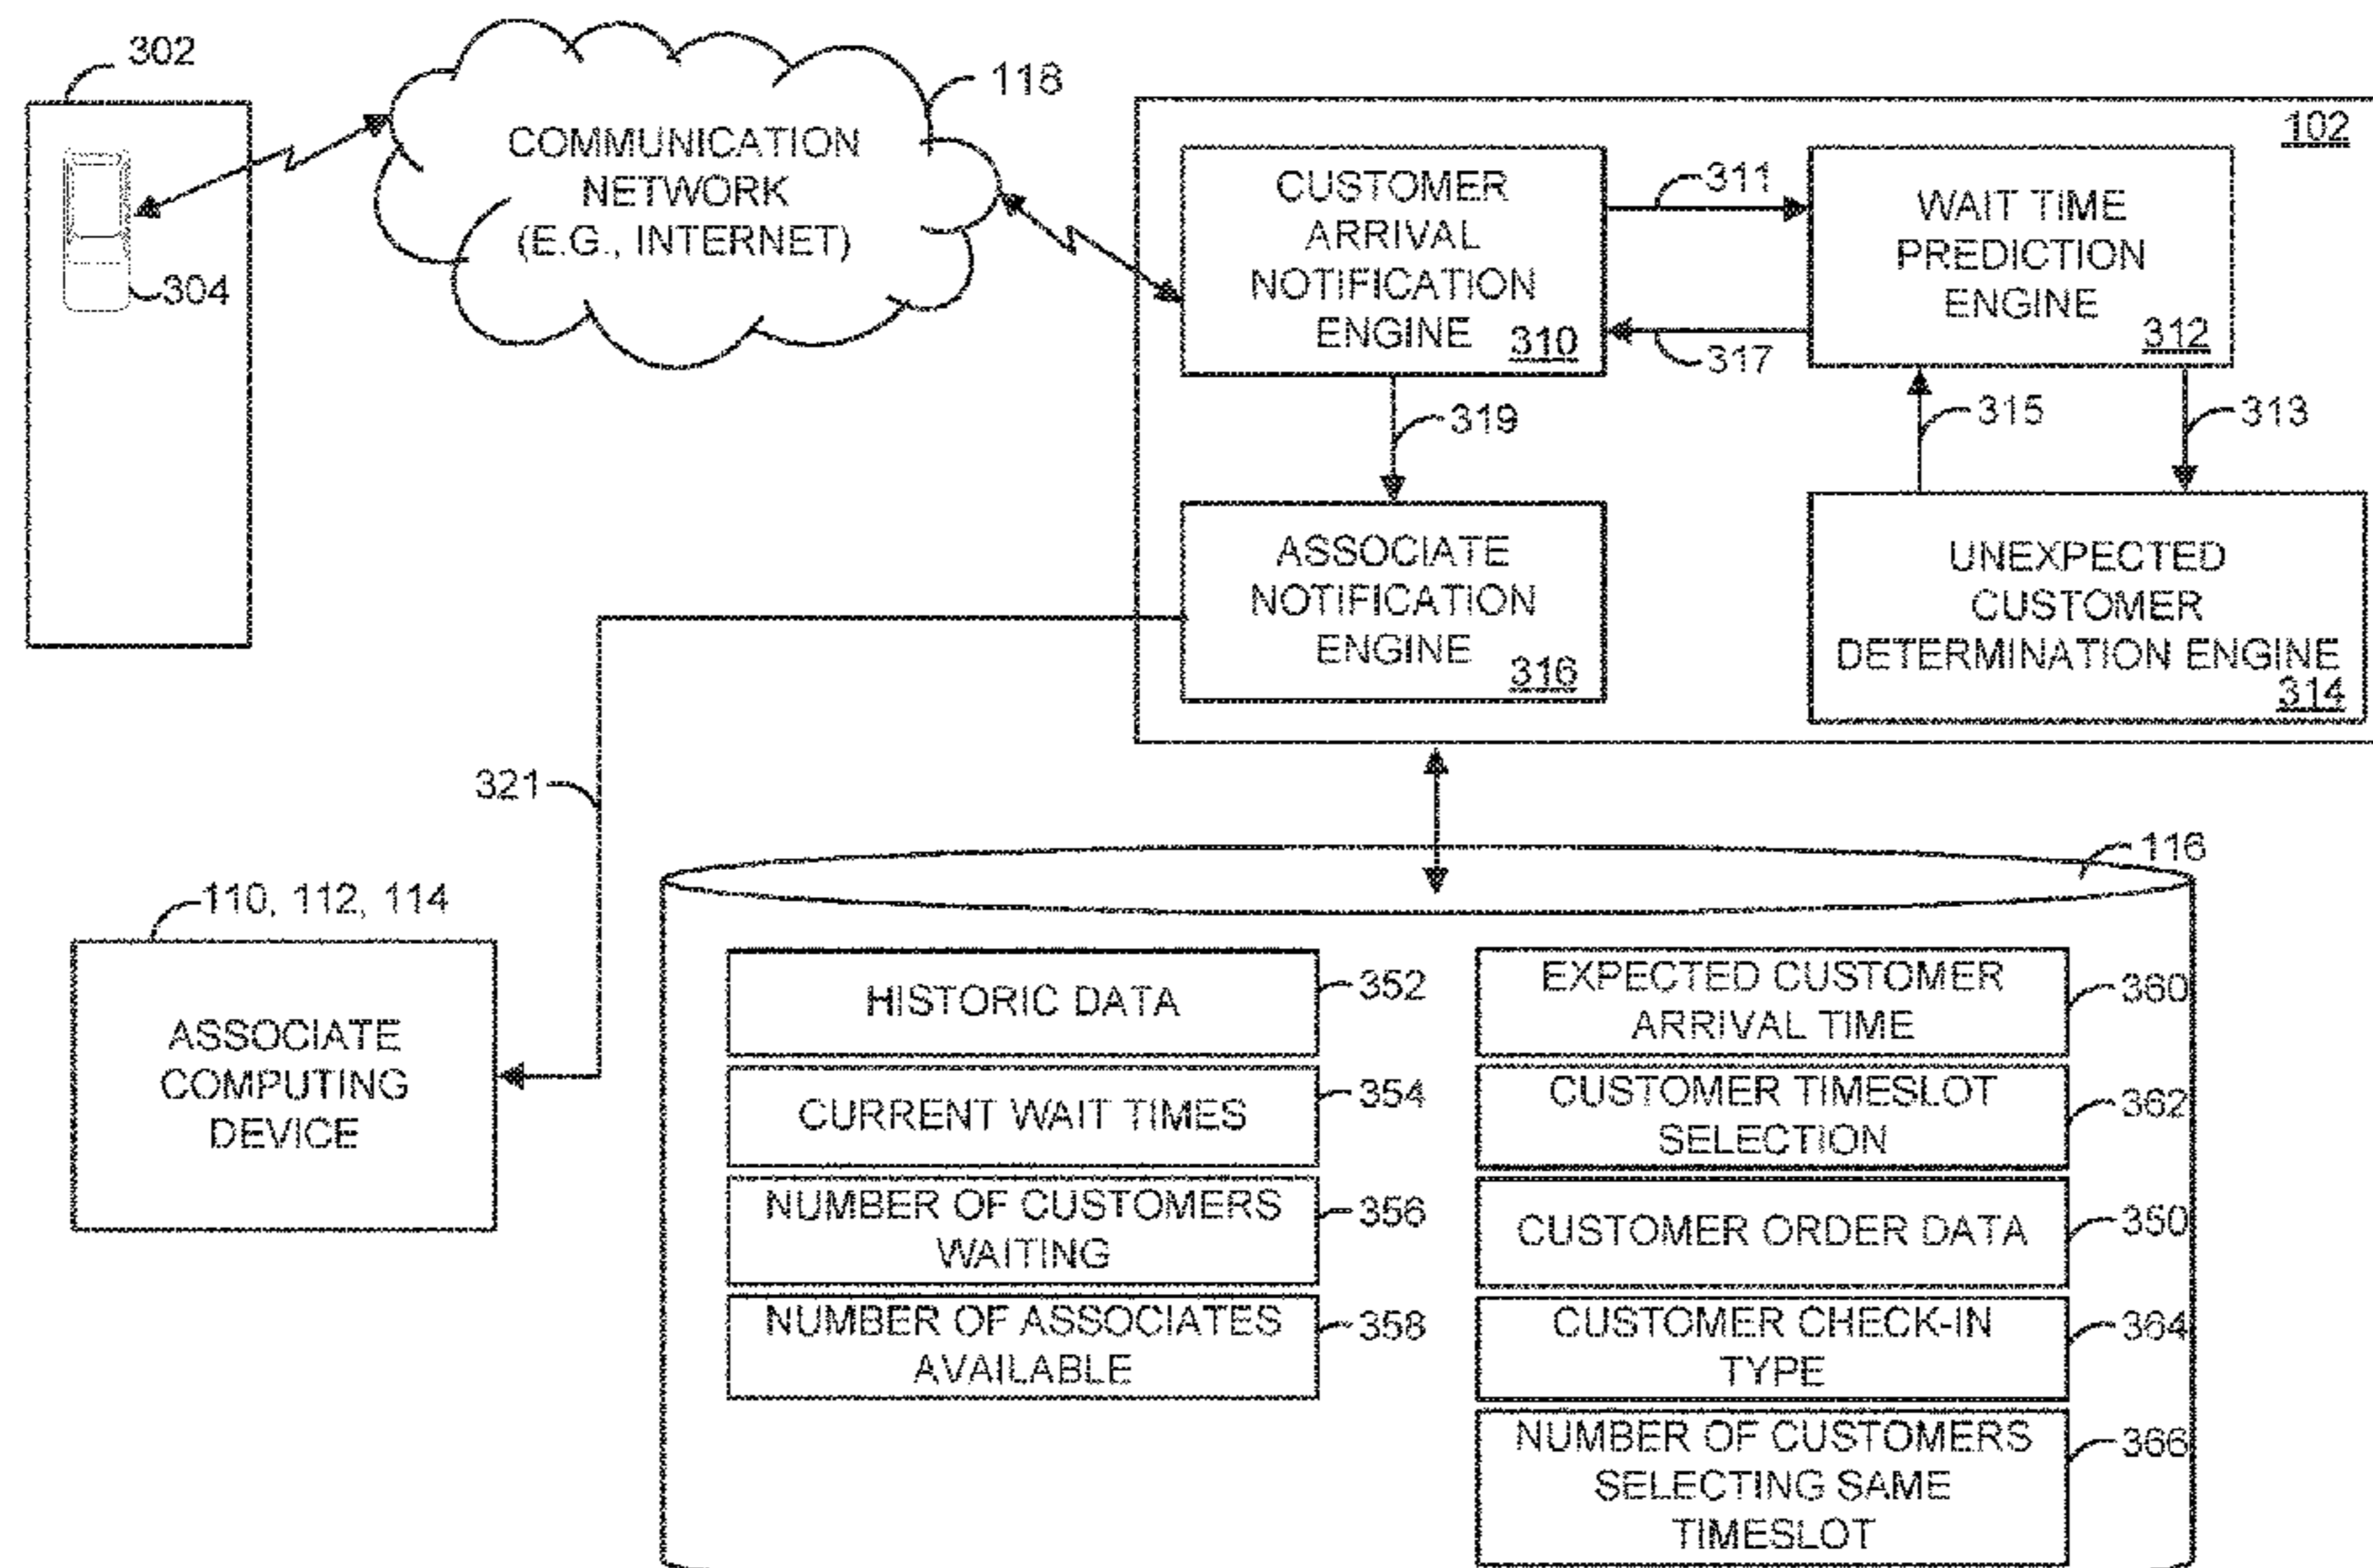 302
304
118
COMMUNICATION
NETWORK
(E.G., INTERNET)
102
CUSTOMER
ARRIVAL
NOTIFICATION
ENGINE
310
311
317
WAIT TIME
PREDICTION
ENGINE
312
319
315
313
ASSOCIATE
NOTIFICATION
ENGINE
316
UNEXPECTED
CUSTOMER
DETERMINATION ENGINE
314
321
110, 112, 114
ASSOCIATE
COMPUTING
DEVICE
116
HISTORIC DATA
352
CURRENT WAIT TIMES
354
NUMBER OF CUSTOMERS
WAITING
356
NUMBER OF ASSOCIATES
AVAILABLE
358
EXPECTED CUSTOMER
ARRIVAL TIME
360
CUSTOMER TIMESLOT
SELECTION
362
CUSTOMER ORDER DATA
350
CUSTOMER CHECK-IN
TYPE
364
NUMBER OF CUSTOMERS
SELECTING SAME
TIMESLOT
366